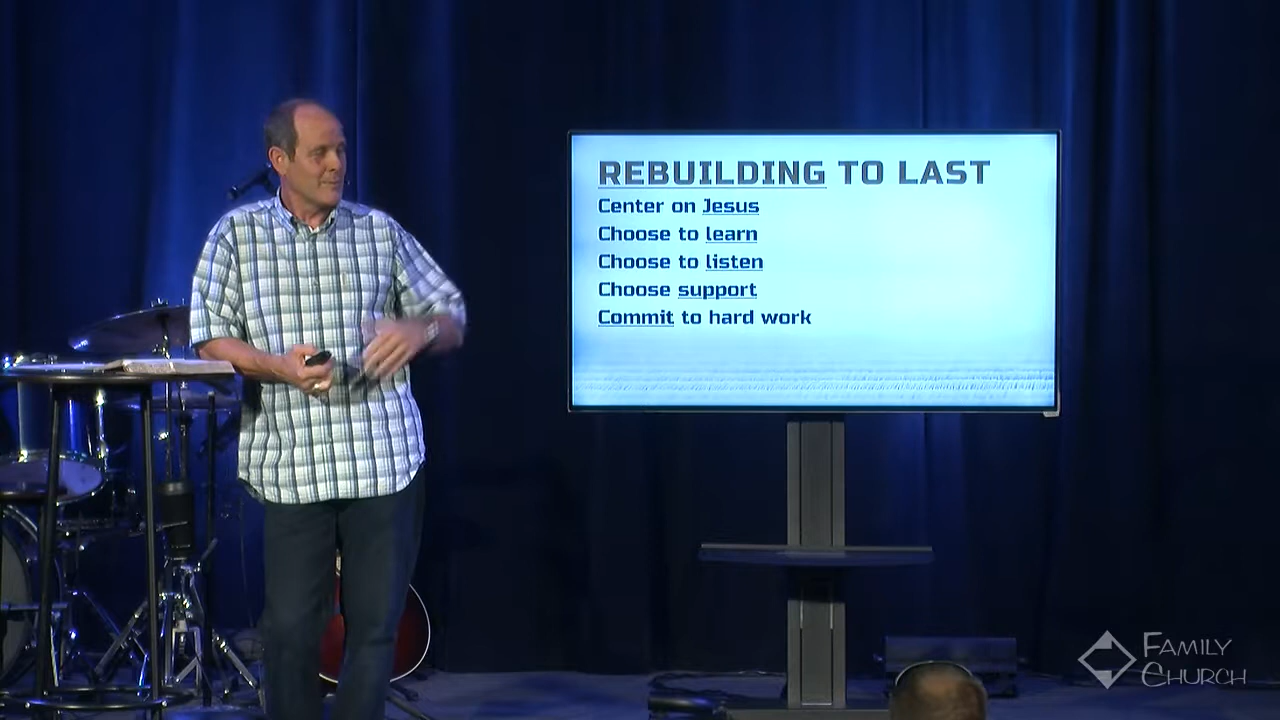 REBUILDING TO LAST
Center on Jesus
Choose to learn
Choose to listen
Choose support
Commit to hard work
FAMILY
CHURCH